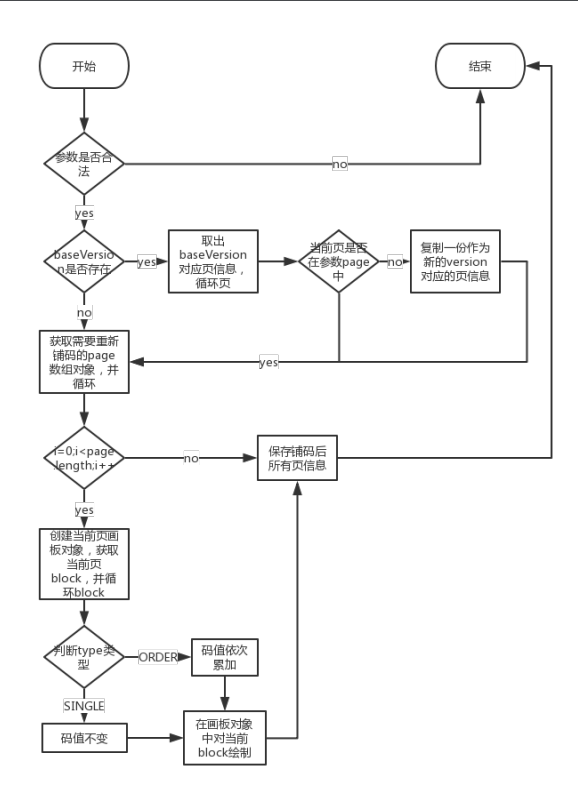 开始
结束
参数是否合
法
no
yes
baseVersio
n是否存在
yes
取出
baseVersion
对应页信息，
循环页
当前页是否
在参数page
中
no
复制一份作为
新的version
对应的页信息
no
获取需要重新
铺码的page
数组对象，并
循环
yes
i=0;i<page
.length;i++
no
保存铺码后
所有页信息
yes
创建当前页画
板对象，获取
当前页
block，并循
环block
判断type类
型
ORDER
码值依次
累加
SINGLE
码值不变
在画板对象
中对当前
block绘制